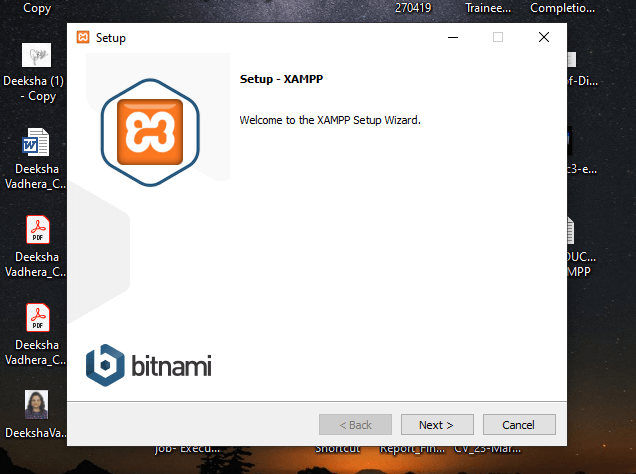 Copy
270419
Trainee...
Completio...
Setup
Setup - XAMPP
Welcome to the XAMPP Setup Wizard.
Deeksha (1)
- Copy
ef-Di...
Deeksha
Vadhera_C...
c3-e...
PDF
Deeksha
Vadhera_C...
DUC...
MPP
PDF
Deeksha
Vadhera_C...
bitnami
DeekshaVa...
< Back
Next >
Cancel
job- Execu...
Shortcut
Report_Fin...
CV_25-Mar...